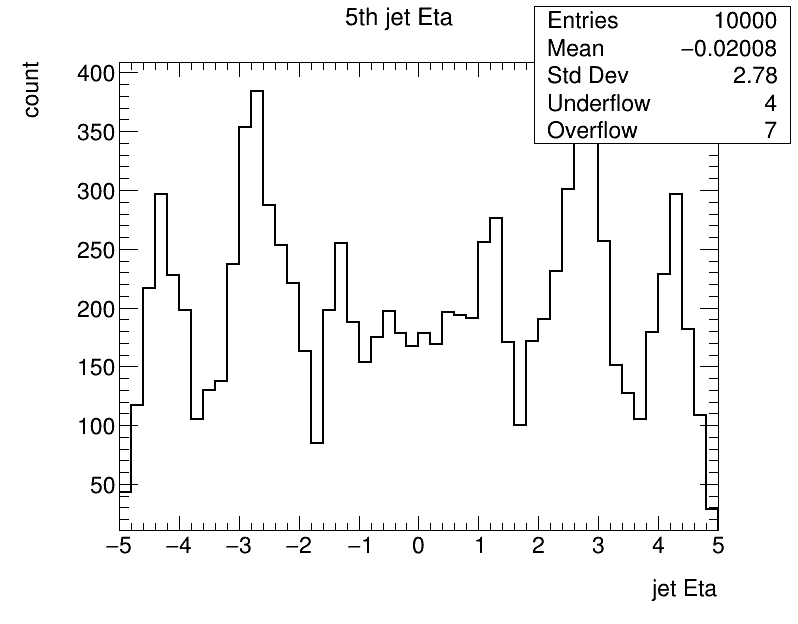 5th jet Eta
Entries 10000
Mean −0.02008
Std Dev 2.78
Underflow 4
Overflow 7
count
400
350
300
250
200
150
100
50
−5 −4 −3 −2 −1 0 1 2 3 4 5
jet Eta